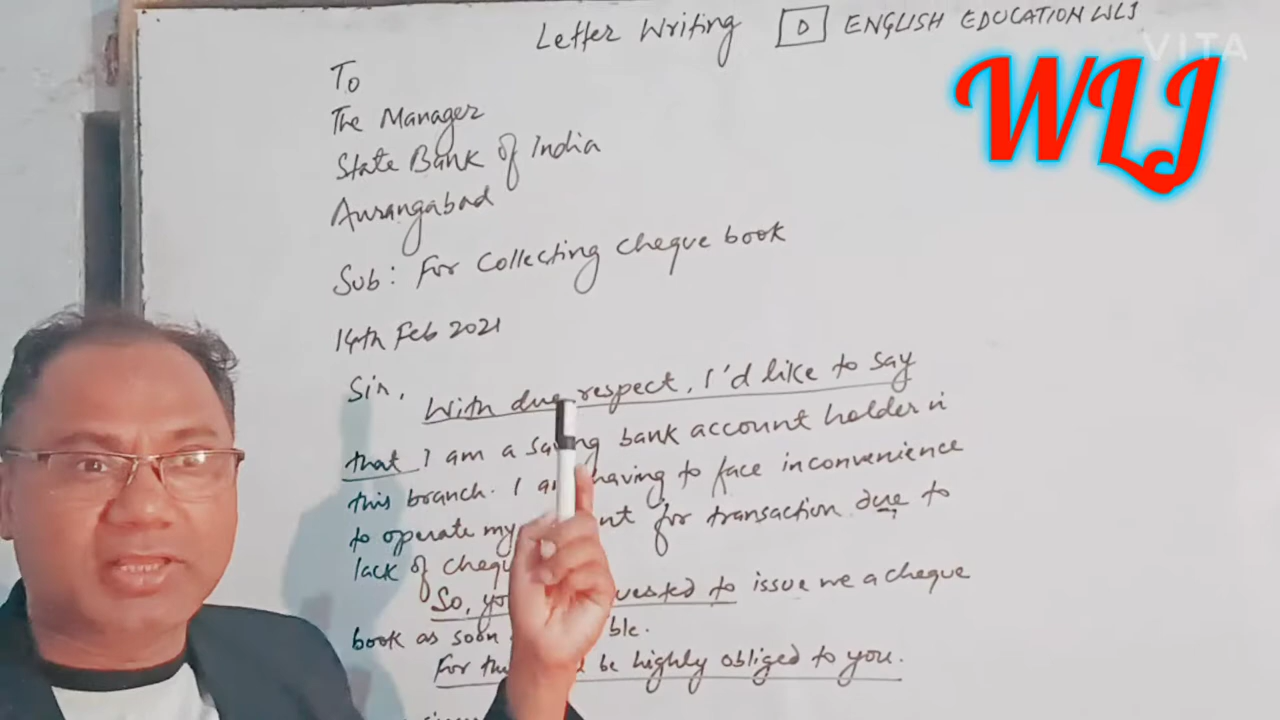 Letter Writing D ENGLISH EDUCATION WLJ
VITA
WLJ
To
The Manager
State Bank of India
Aurangabad
Sub: For Collecting cheque book
14th Feb 2021
Sir,
With due respect, I'd like to say
that I am a saving bank account holder in
this branch. I am having to face inconvenience
to operate my for transaction due to
lack of
So, to issue me a cheque
book as soon
For be highly obliged to you.